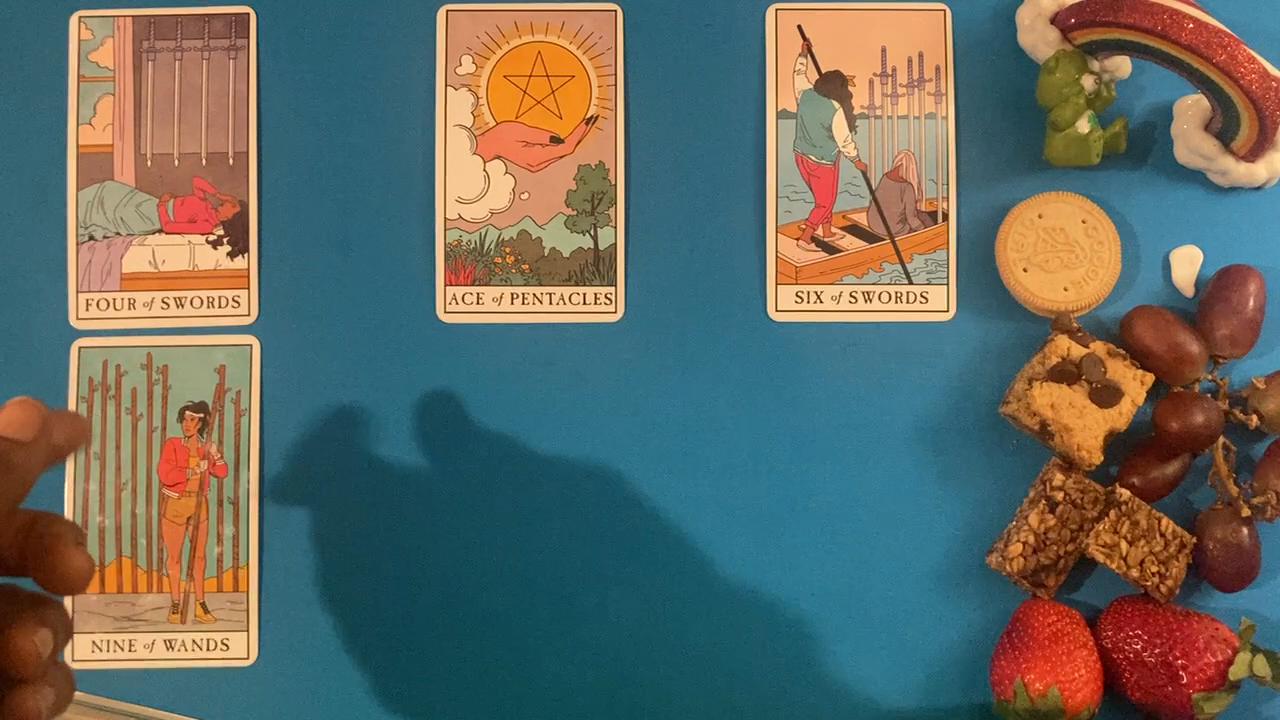 FOUR of SWORDS
ACE of PENTACLES
SIX of SWORDS
NINE of WANDS